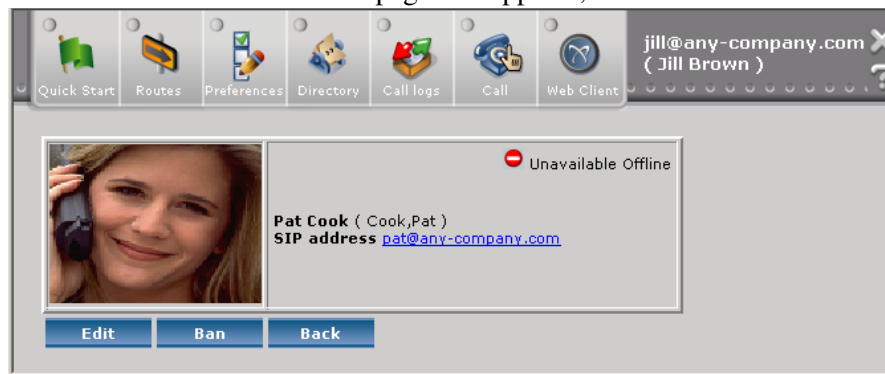 jill@any-company.com
( Jill Brown )
Quick Start Routes Preferences Directory Call logs Call Web Client
Unavailable Offline
Pat Cook ( Cook,Pat )
SIP address pat@any-company.com
Edit Ban Back